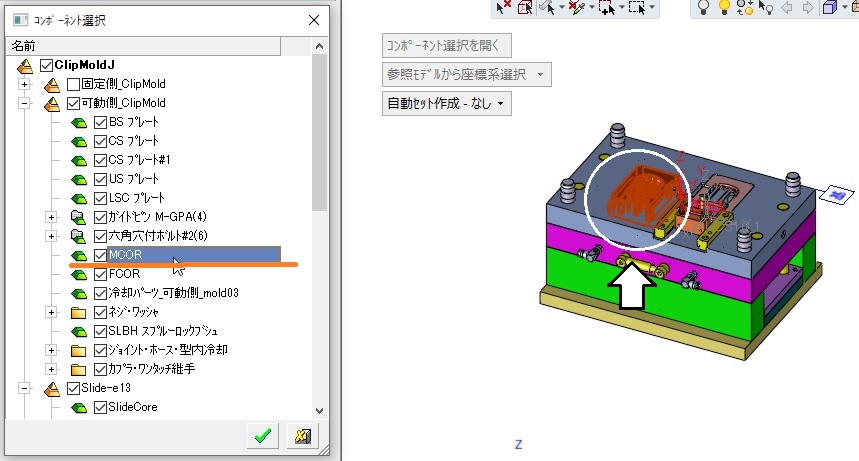 コンポーネント選択
名前
ClipMoldJ
固定側_ClipMold
可動側_ClipMold
BS プレート
CS プレート
CS プレート#1
US プレート
LSC プレート
ガイドピン M-GPA(4)
六角穴付ボルト#2(6)
MCOR
FCOR
冷却パーツ_可動側_mold03
ネジ・ワッシャ
SLBH スプルーロックブシュ
ジョイント・ホース・型内冷却
カプラ・ワンタッチ継手
Slide-e13
SlideCore
コンポーネント選択を開く
参照モデルから座標系選択
自動セット作成 - なし
Z
Z